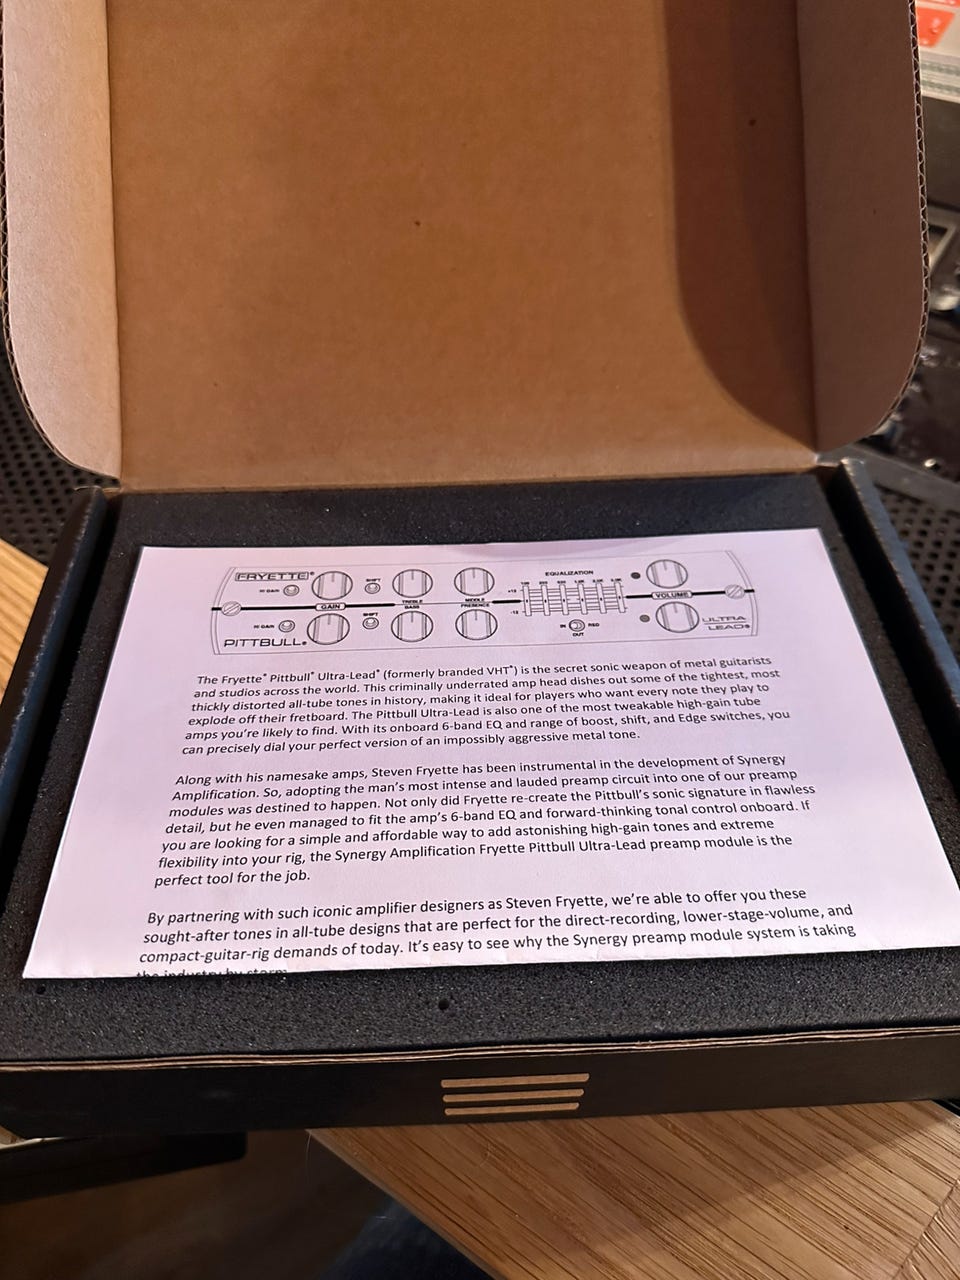 FRYETTE®
HI GAIN
SHIFT
EQUALIZATION
+12
-12
GAIN
TREBLE
BASS
MIDDLE
PRESENCE
VOLUME
HI GAIN
SHIFT
IN
RED
OUT
PITTBULL®
ULTRA
LEAD®
The Fryette® Pittbull® Ultra-Lead® (formerly branded VHT®) is the secret sonic weapon of metal guitarists
and studios across the world. This criminally underrated amp head dishes out some of the tightest, most
thickly distorted all-tube tones in history, making it ideal for players who want every note they play to
explode off their fretboard. The Pittbull Ultra-Lead is also one of the most tweakable high-gain tube
amps you’re likely to find. With its onboard 6-band EQ and range of boost, shift, and Edge switches, you
can precisely dial your perfect version of an impossibly aggressive metal tone.
Along with his namesake amps, Steven Fryette has been instrumental in the development of Synergy
Amplification. So, adopting the man’s most intense and lauded preamp circuit into one of our preamp
modules was destined to happen. Not only did Fryette re-create the Pittbull’s sonic signature in flawless
detail, but he even managed to fit the amp’s 6-band EQ and forward-thinking tonal control onboard. If
you are looking for a simple and affordable way to add astonishing high-gain tones and extreme
flexibility into your rig, the Synergy Amplification Fryette Pittbull Ultra-Lead preamp module is the
perfect tool for the job.
By partnering with such iconic amplifier designers as Steven Fryette, we’re able to offer you these
sought-after tones in all-tube designs that are perfect for the direct-recording, lower-stage-volume, and
compact-guitar-rig demands of today. It’s easy to see why the Synergy preamp module system is taking
the industry by storm.